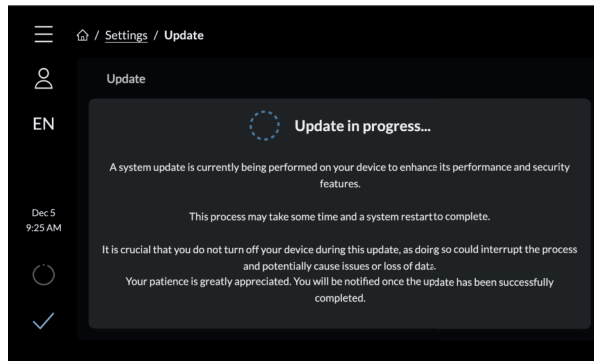 / Settings / Update
Update
EN
Update in progress...
A system update is currently being performed on your device to enhance its performance and security
features.
This process may take some time and a system restart to complete.
Dec 5
9:25 AM
It is crucial that you do not turn off your device during this update, as doing so could interrupt the process
and potentially cause issues or loss of data.
Your patience is greatly appreciated. You will be notified once the update has been successfully
completed.